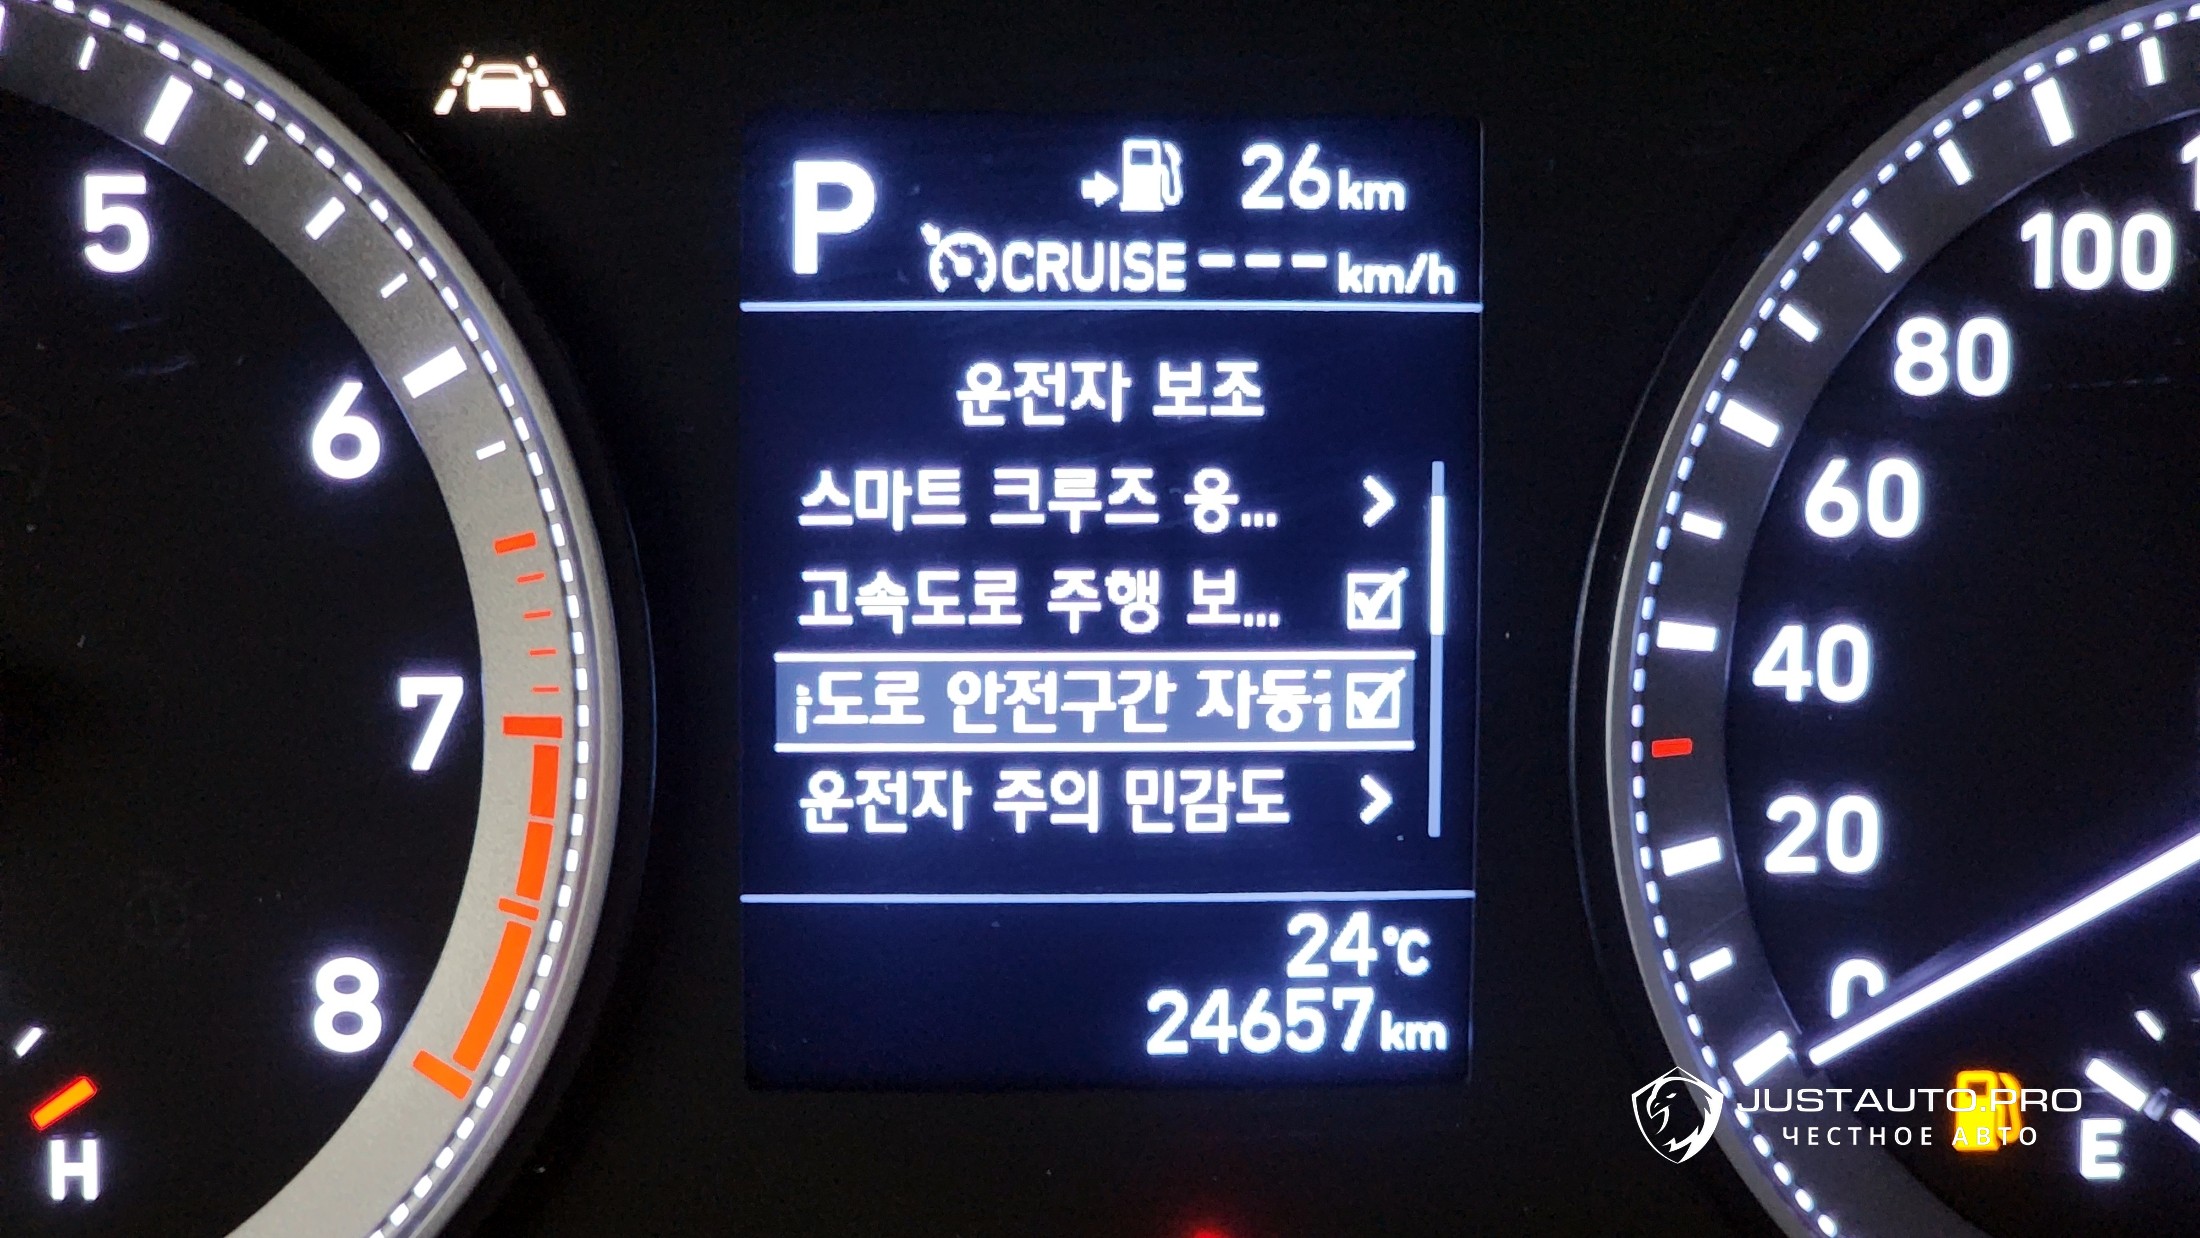 P
26km
CRUISE ---km/h
운전자 보조
스마트 크루즈 응...
고속도로 주행 보...
도로 안전구간 자동
운전자 주의 민감도
24°C
24657km
5
6
7
8
H
100
80
60
40
20
0
E
JUSTAUTO.PRO
ЧЕСТНОЕ АВТО